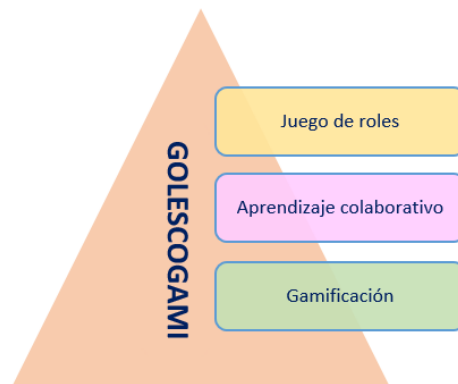 GOLESCOGAMI
Juego de roles
Aprendizaje colaborativo
Gamificación